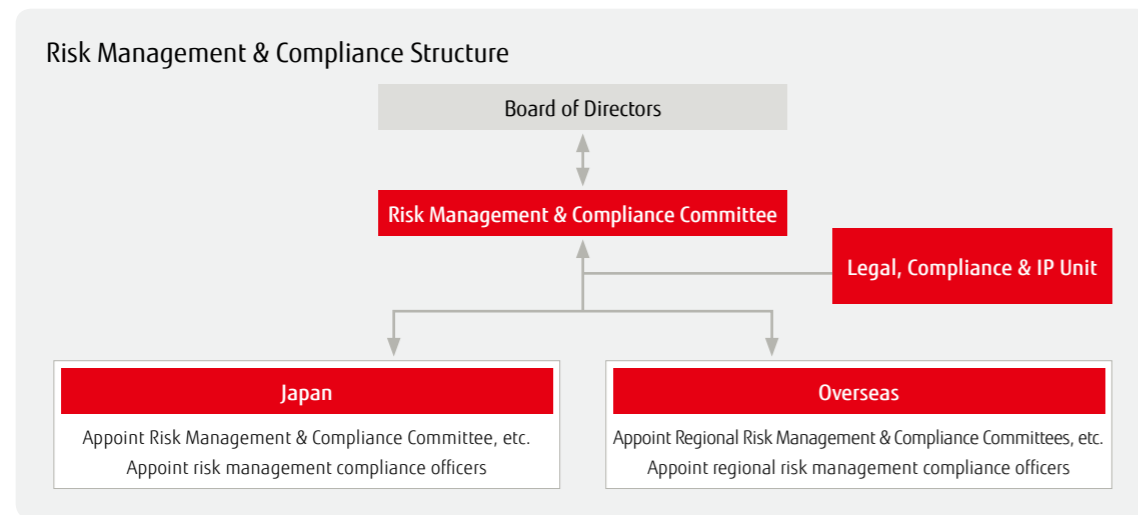 Risk Management & Compliance Structure
Board of Directors
Risk Management & Compliance Committee
Legal, Compliance & IP Unit
Japan
Appoint Risk Management & Compliance Committee, etc.
Appoint risk management compliance officers
Overseas
Appoint Regional Risk Management & Compliance Committees, etc.
Appoint regional risk management compliance officers